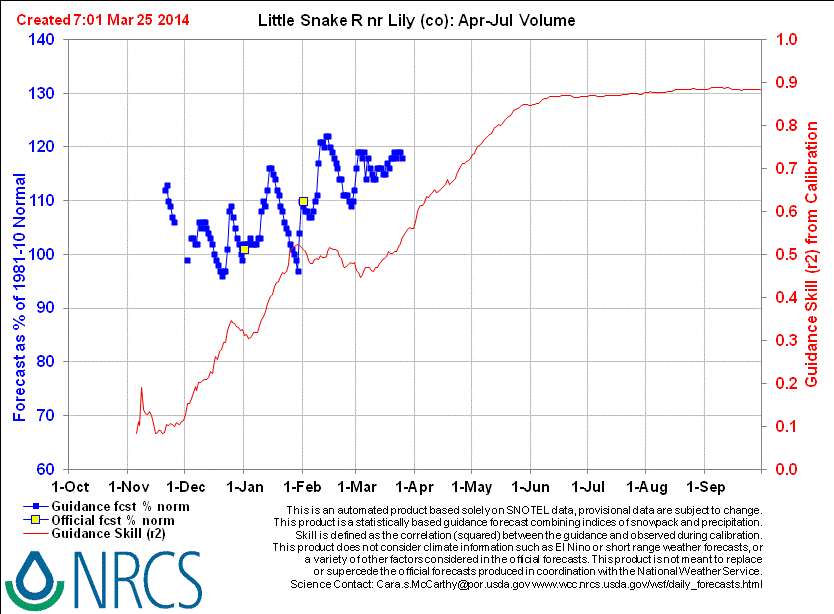 Created 7:01 Mar 25 2014
Little Snake R nr Lily (co): Apr-Jul Volume
140
130
120
110
100
90
80
70
60
Forecast as % of 1981-10 Normal
1.0
0.9
0.8
0.7
0.6
0.5
0.4
0.3
0.2
0.1
0.0
Guidance Skill (r2) from Calibration
1-Oct 1-Nov 1-Dec 1-Jan 1-Feb 1-Mar 1-Apr 1-May 1-Jun 1-Jul 1-Aug 1-Sep
Guidance fcst % norm
Official fcst % norm
Guidance Skill (r2)
This is an automated product based solely on SNOTEL data, provisional data are subject to change.
This product is a statistically based guidance forecast combining indices of snowpack and precipitation.
Skill is defined as the correlation (squared) between the guidance and observed during calibration.
This product does not consider climate information such as El Nino or short range weather forecasts, or
a variety of other factors considered in the official forecasts. This product is not meant to replace
or supercede the official forecasts produced in coordination with the National Weather Service.
Science Contact: Cara.s.McCarthy@por.usda.gov www.wcc.nrcs.usda.gov/wsf/daily_forecasts.html
NRCS